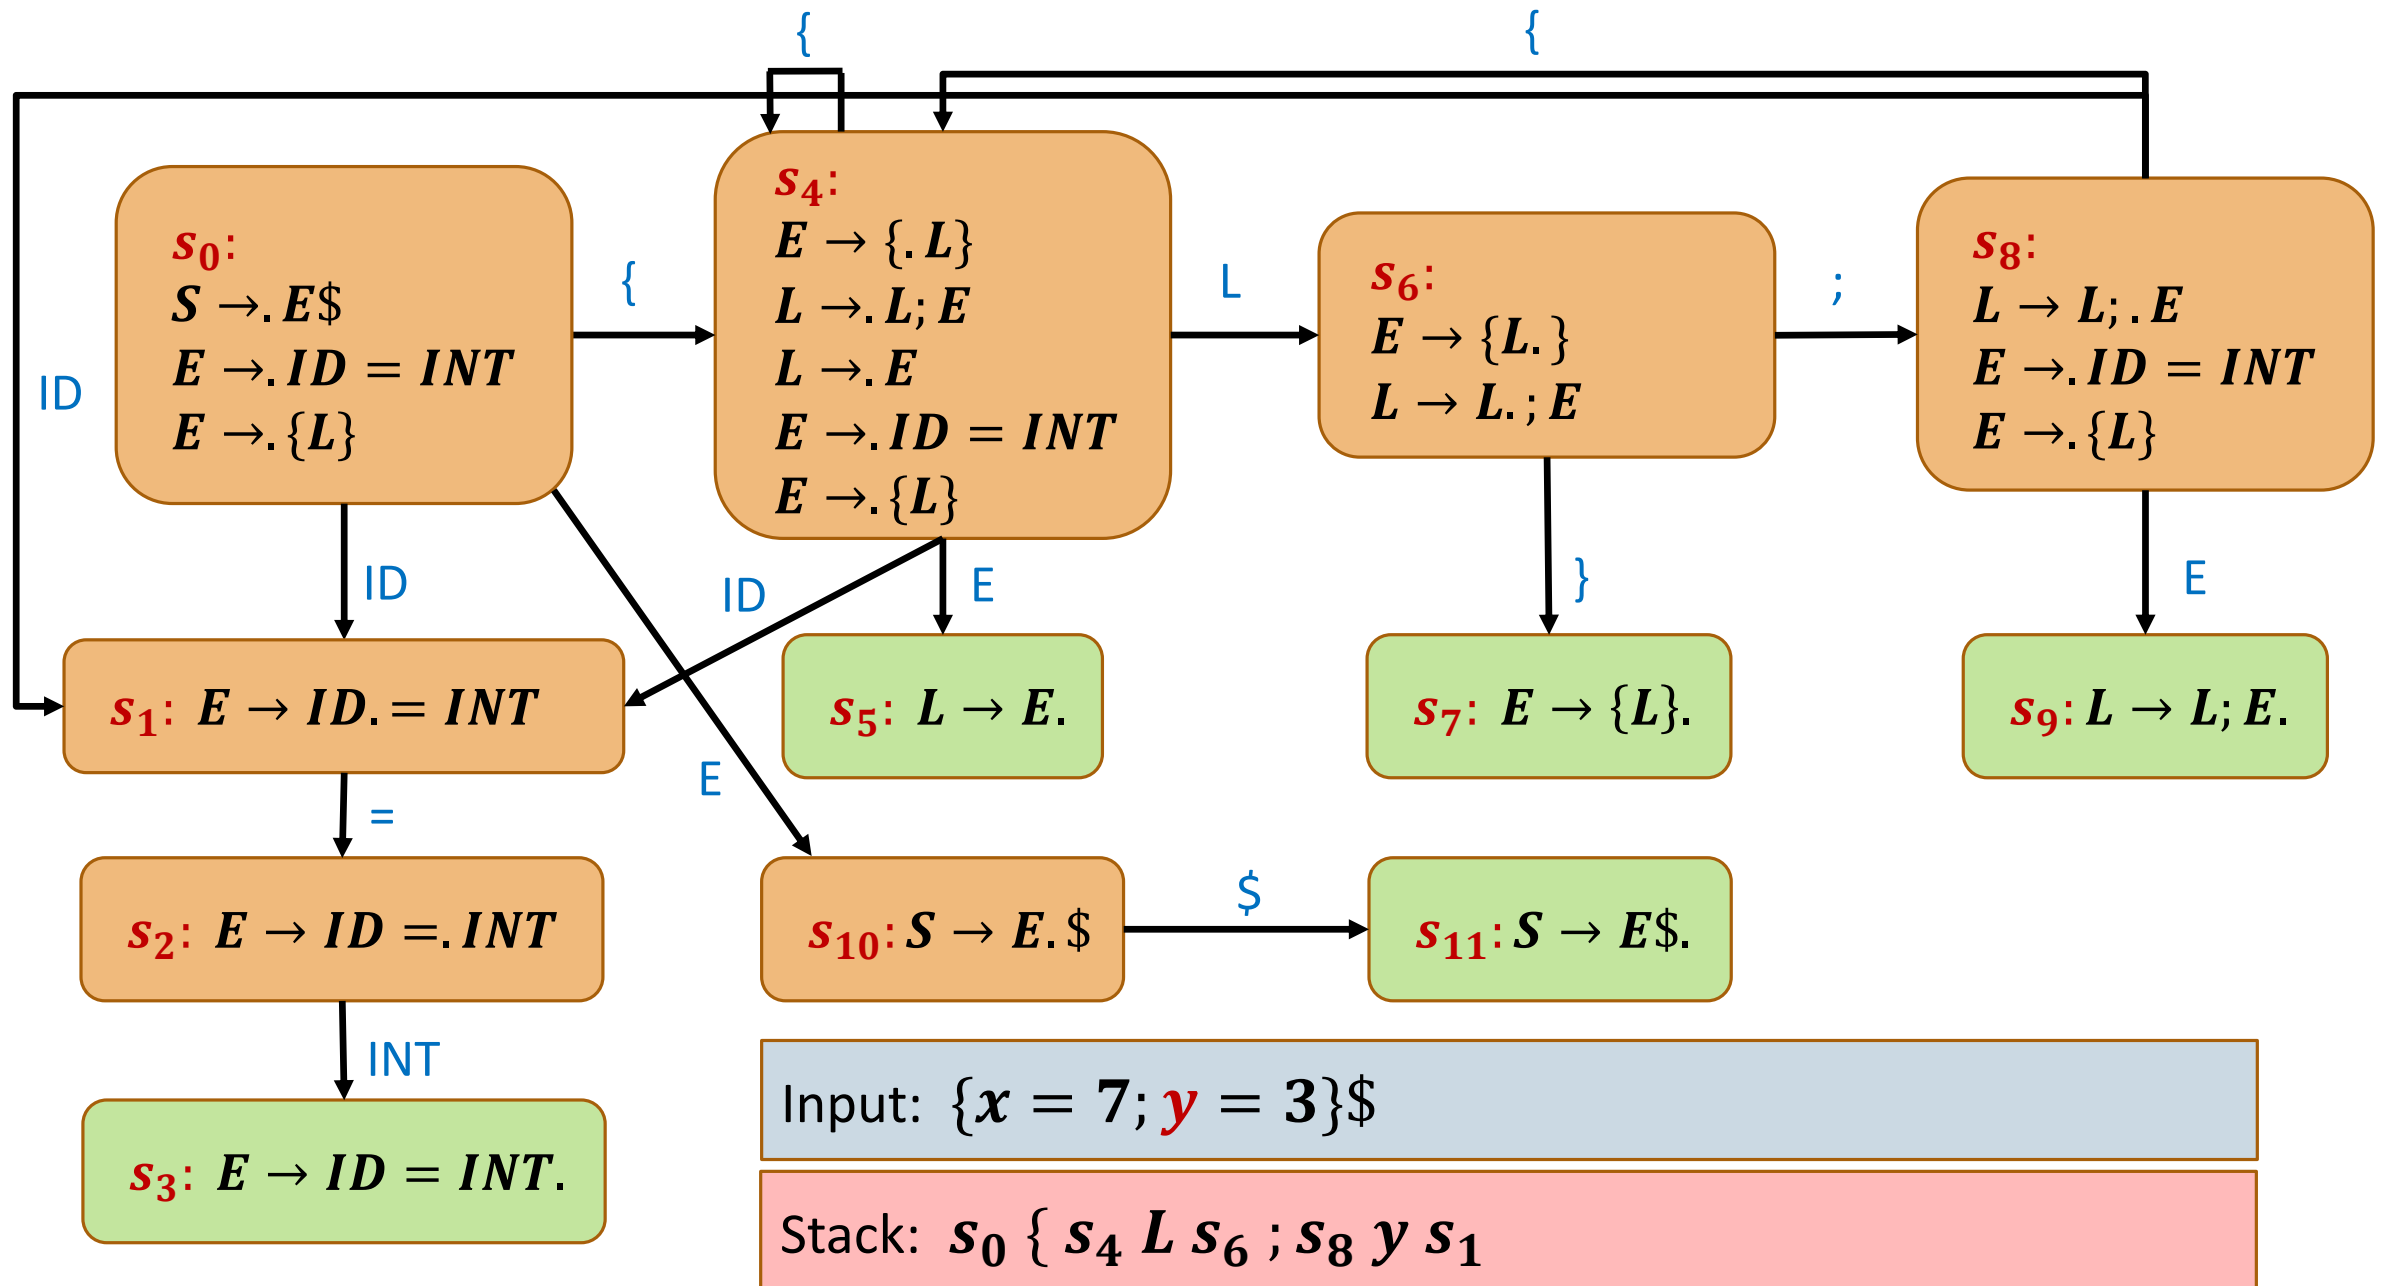 {
{
s0:
S →. E$
E →. ID = INT
E →. {L}
{
s4:
E → {. L}
L →. L; E
L →. E
E →. ID = INT
E →. {L}
L
s6:
E → {L. }
L → L. ; E
;
s8:
L → L; . E
E →. ID = INT
E →. {L}
ID
ID
ID
E
}
E
s1: E → ID. = INT
s5: L → E.
s7: E → {L}.
s9: L → L; E.
E
=
s2: E → ID =. INT
s10: S → E. $
$
s11: S → E$.
INT
s3: E → ID = INT.
Input: {x = 7; y = 3}$
Stack: s0 { s4 L s6 ; s8 y s1